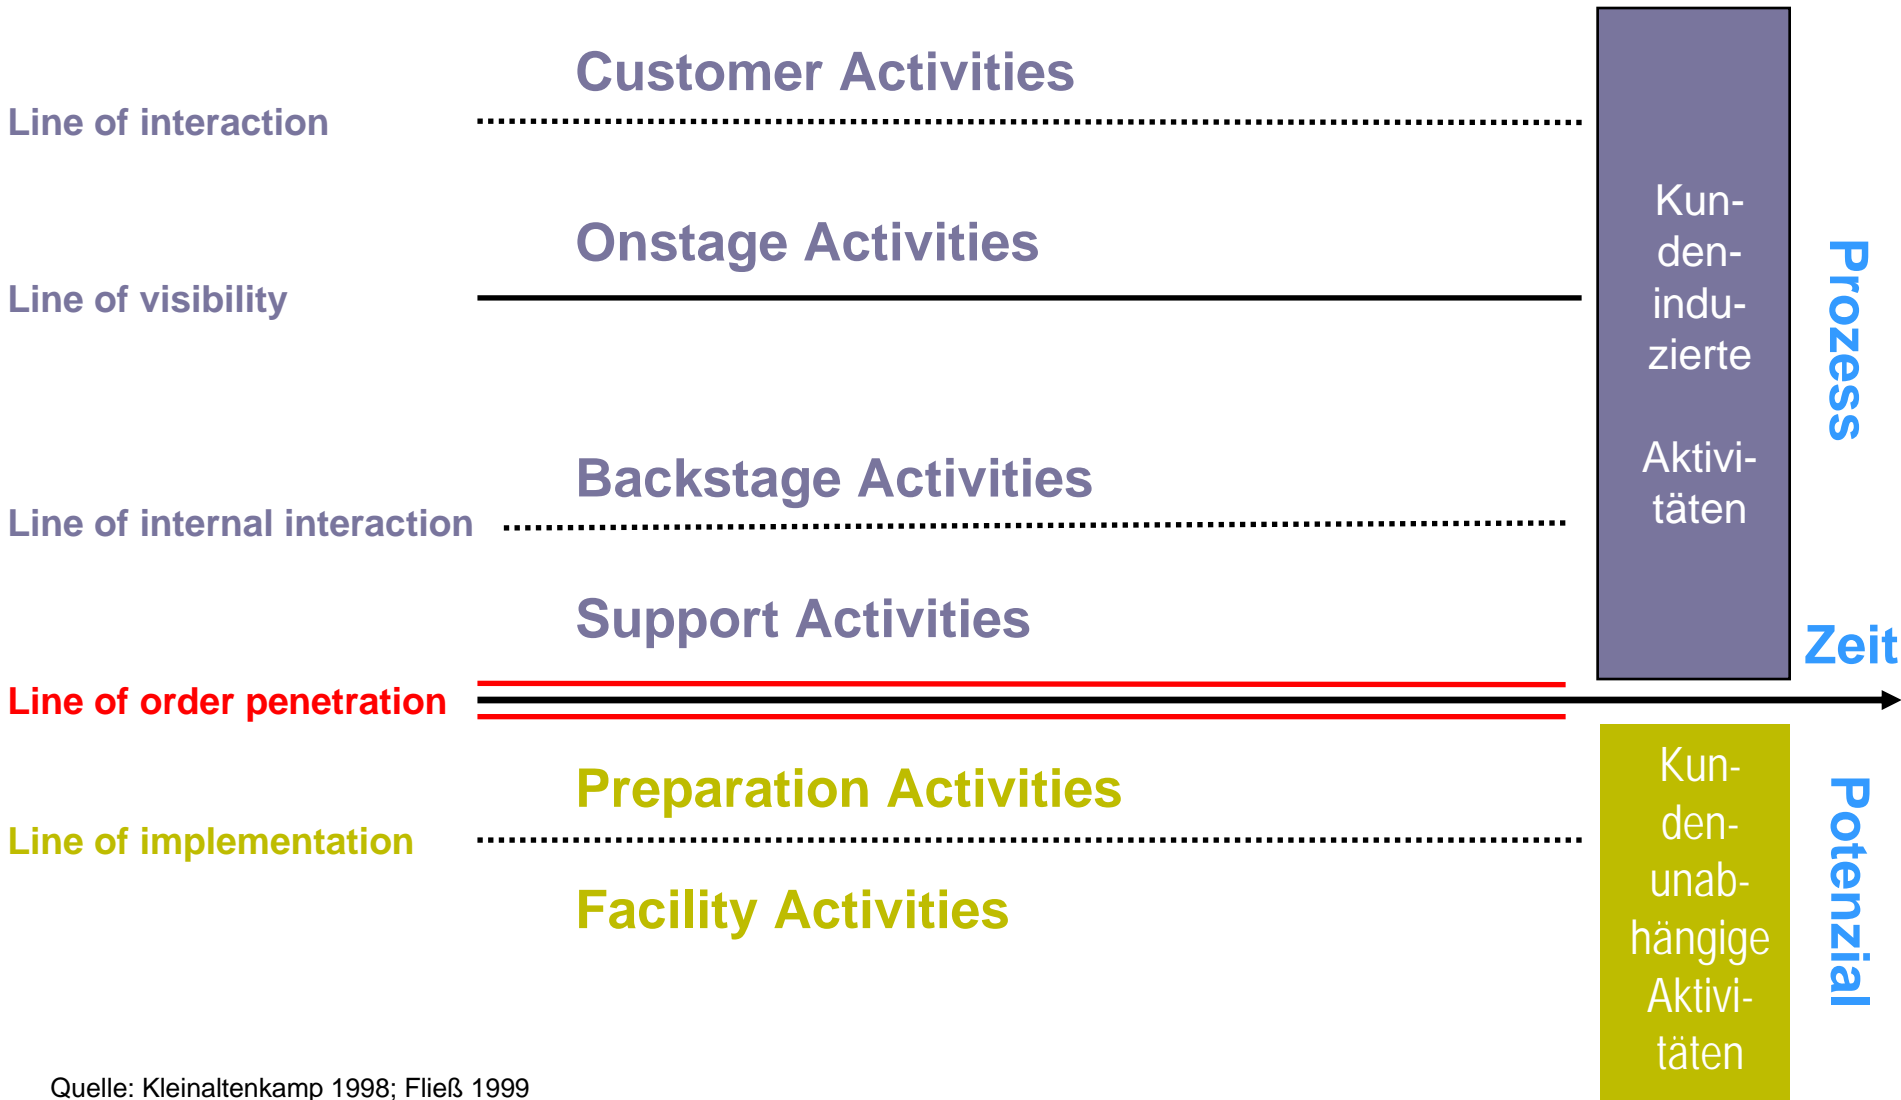 Customer Activities
Line of interaction
Onstage Activities
Line of visibility
Backstage Activities
Line of internal interaction
Support Activities
Line of order penetration
Preparation Activities
Line of implementation
Facility Activities
Kun-
den-
indu-
zierte
Aktivi-
täten
Prozess
Zeit
Kun-
den-
unab-
hängige
Aktivi-
täten
Potenzial
Quelle: Kleinaltenkamp 1998; Fließ 1999